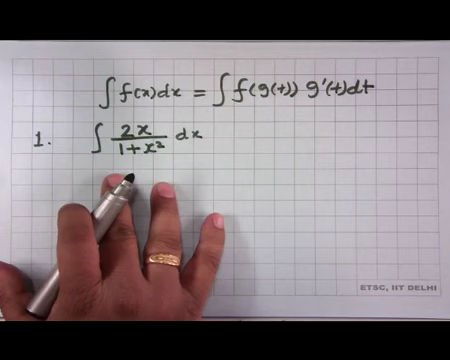 ∫ f(x) dx = ∫ f(g(t)) g'(t) dt
1. ∫ 2x / (1 + x²) dx
ETSC, IIT DELHI